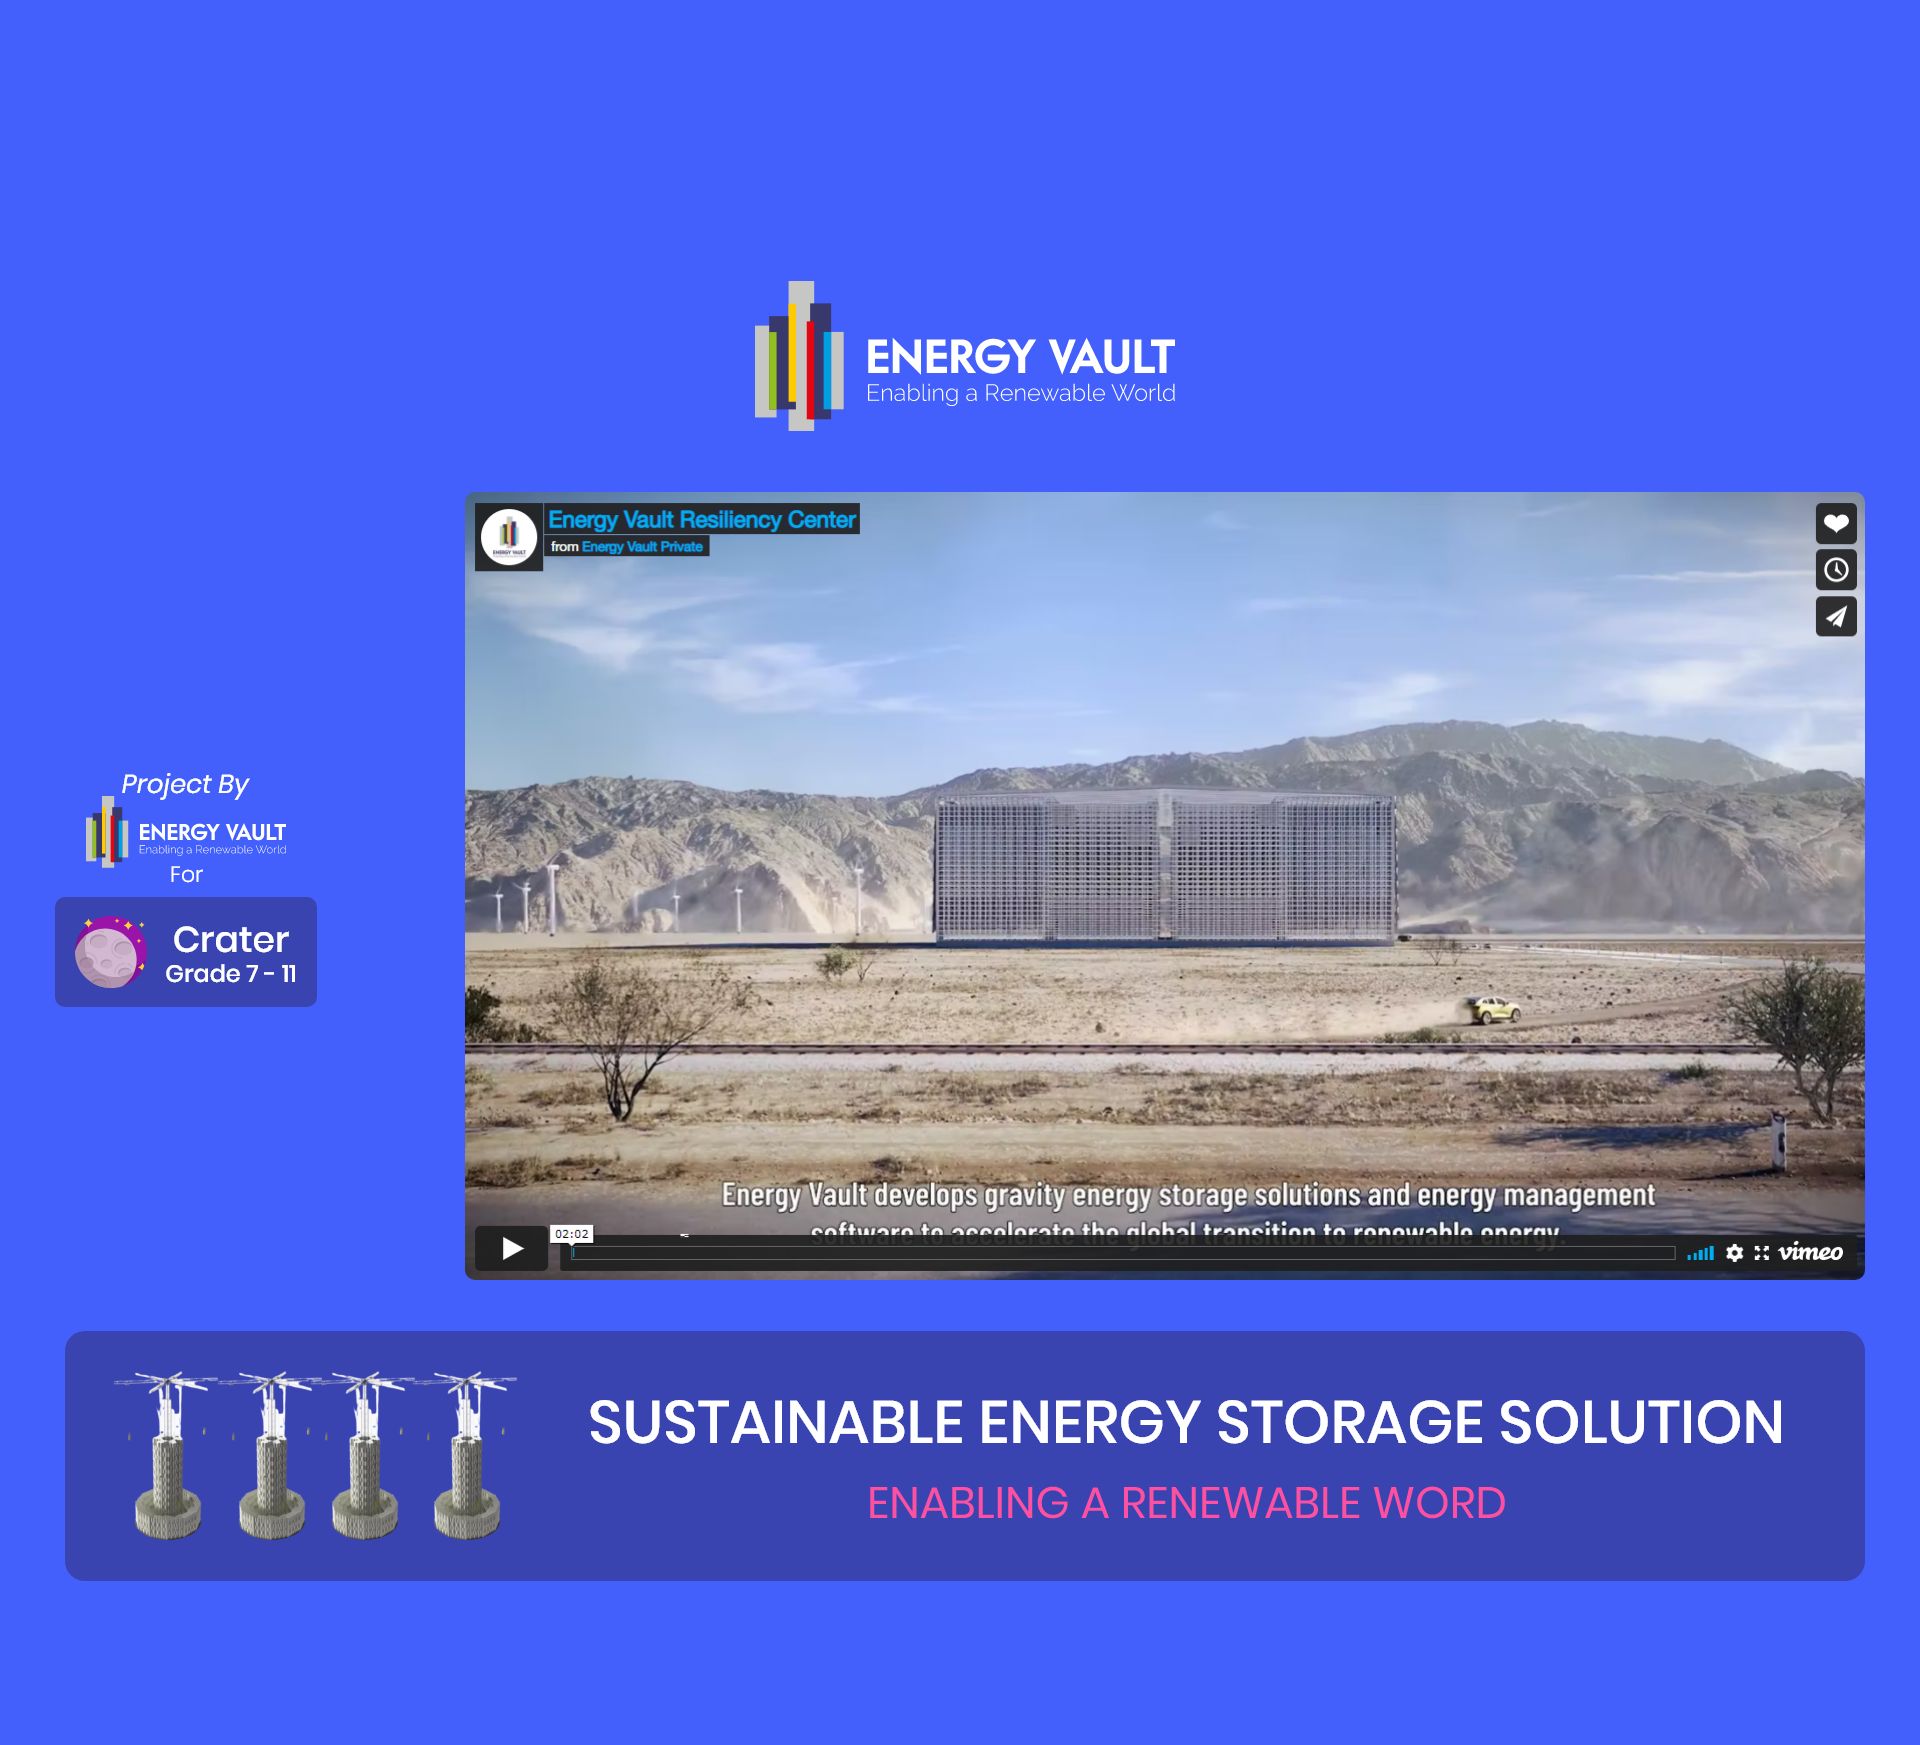 ENERGY VAULT
Enabling a Renewable World
Energy Vault Resiliency Center
from Energy Vault Private
ENERGY VAULT
Project By
ENERGY VAULT
Enabling a Renewable World
For
Crater
Grade 7 - 11
Energy Vault develops gravity energy storage solutions and energy management
software to accelerate the global transition to renewable energy.
02:02
vimeo
SUSTAINABLE ENERGY STORAGE SOLUTION
ENABLING A RENEWABLE WORD